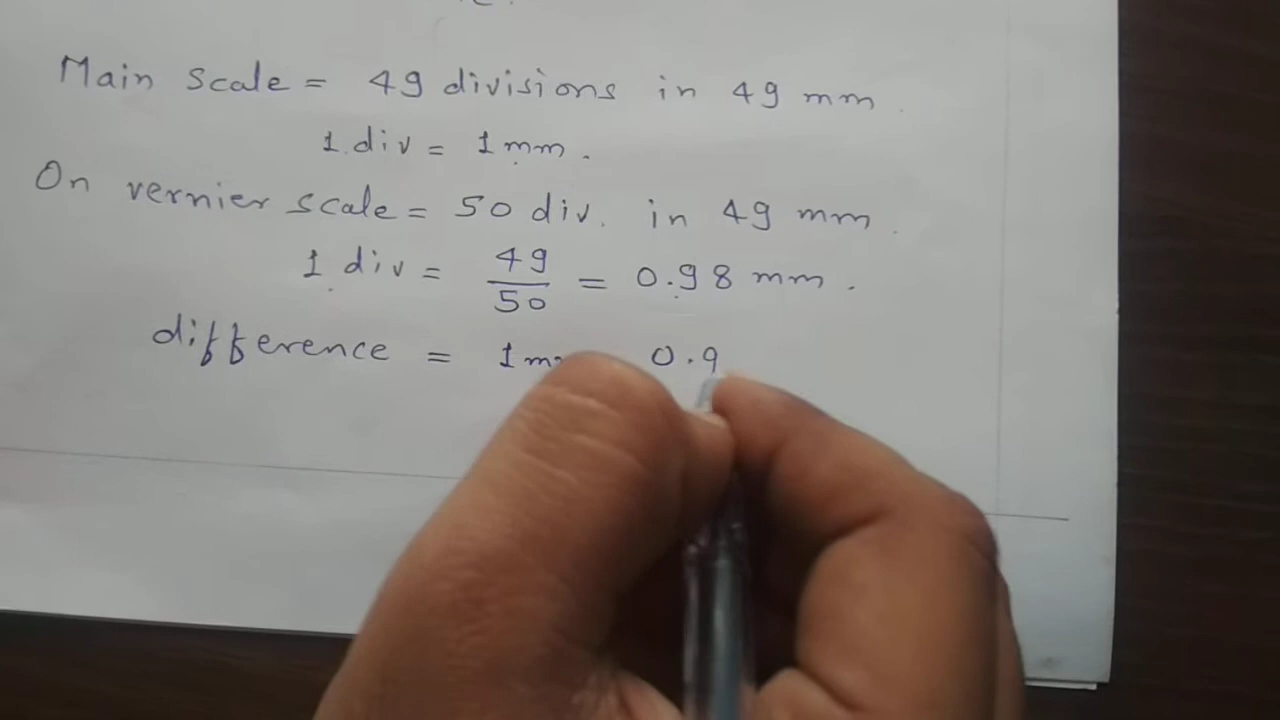 Main scale = 49 divisions in 49 mm.
1 div = 1 mm.
On vernier scale = 50 div. in 49 mm.
1 div = 49/50 = 0.98 mm.
difference = 1 m 0.9